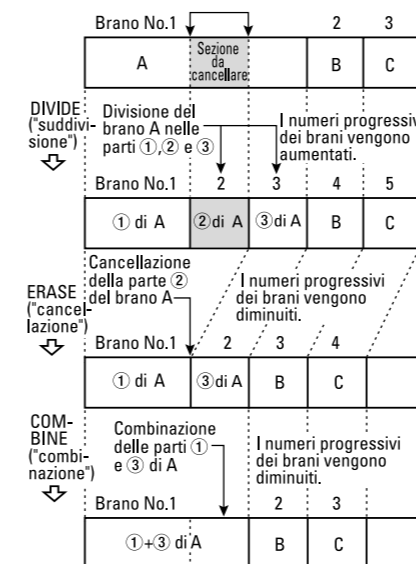 Brano No.1 2 3
A Sezione da cancellare B C
DIVIDE ("suddivi-sione")
Divisione del
brano A nelle
parti ①,② e ③
I numeri progressivi
dei brani vengono
aumentati.
Brano No.1 2 3 4 5
① di A ②di A ③di A B C
Cancellazione
della parte ②
del brano A
ERASE
("cancel-
lazione")
I numeri progressivi
dei brani vengono
diminuiti.
Brano No.1 2 3 4
① di A ③di A B C
COM-
BINE
("combi-
nazione")
Combinazione
delle parti ①
e ③ di A
I numeri progressivi
dei brani vengono
diminuiti.
Brano No.1 2 3
①+③ di A B C